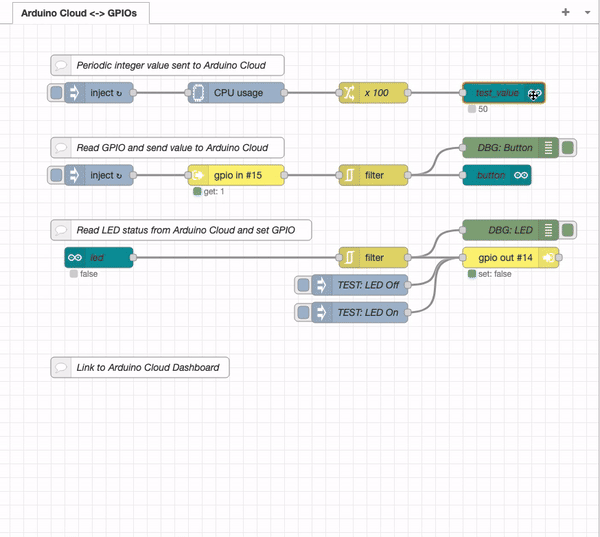 Arduino Cloud <-> GPIOs
Periodic integer value sent to Arduino Cloud
inject ↻
CPU usage
x 100
test_value
50
Read GPIO and send value to Arduino Cloud
DBG: Button
inject ↻
gpio in #15
filter
button
get: 1
Read LED status from Arduino Cloud and set GPIO
DBG: LED
led
filter
gpio out #14
false
set: false
TEST: LED Off
TEST: LED On
Link to Arduino Cloud Dashboard